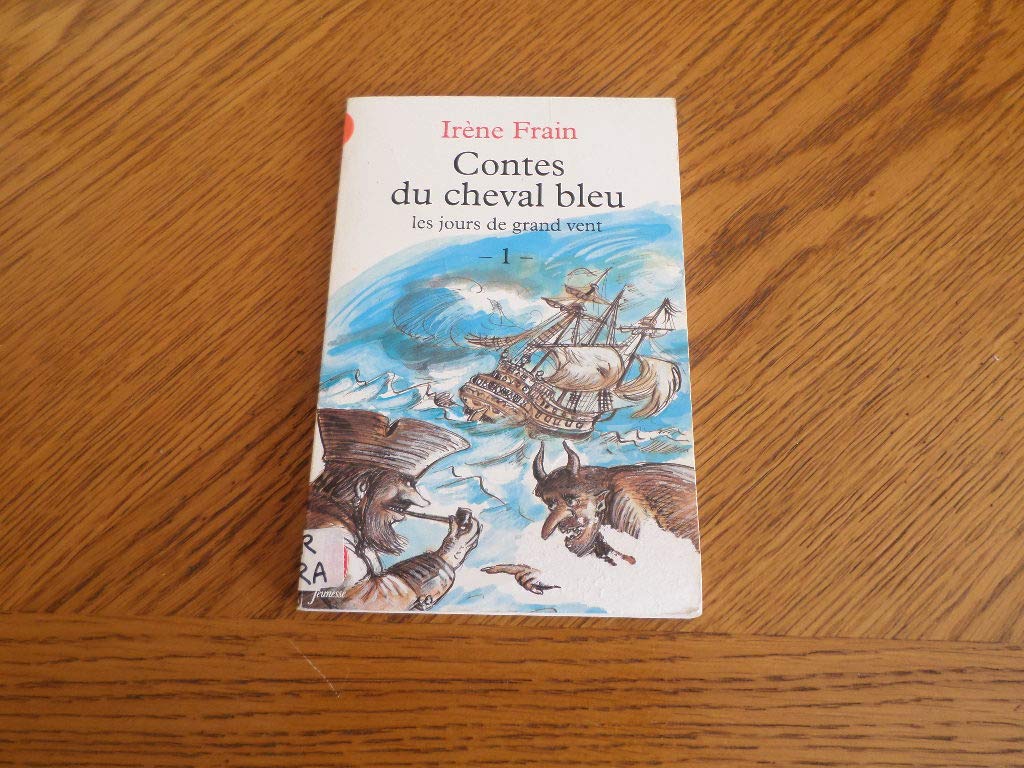 Irène Frain
Contes
du cheval bleu
les jours de grand vent
– 1 –
R
RA
Jeunesse